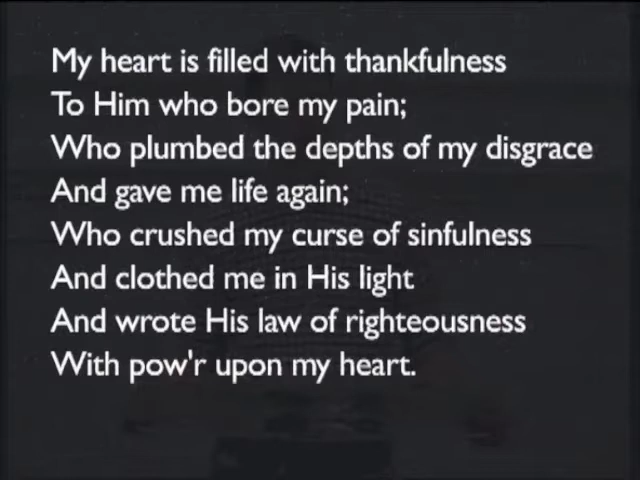 My heart is filled with thankfulness
To Him who bore my pain;
Who plumbed the depths of my disgrace
And gave me life again;
Who crushed my curse of sinfulness
And clothed me in His light
And wrote His law of righteousness
With pow'r upon my heart.